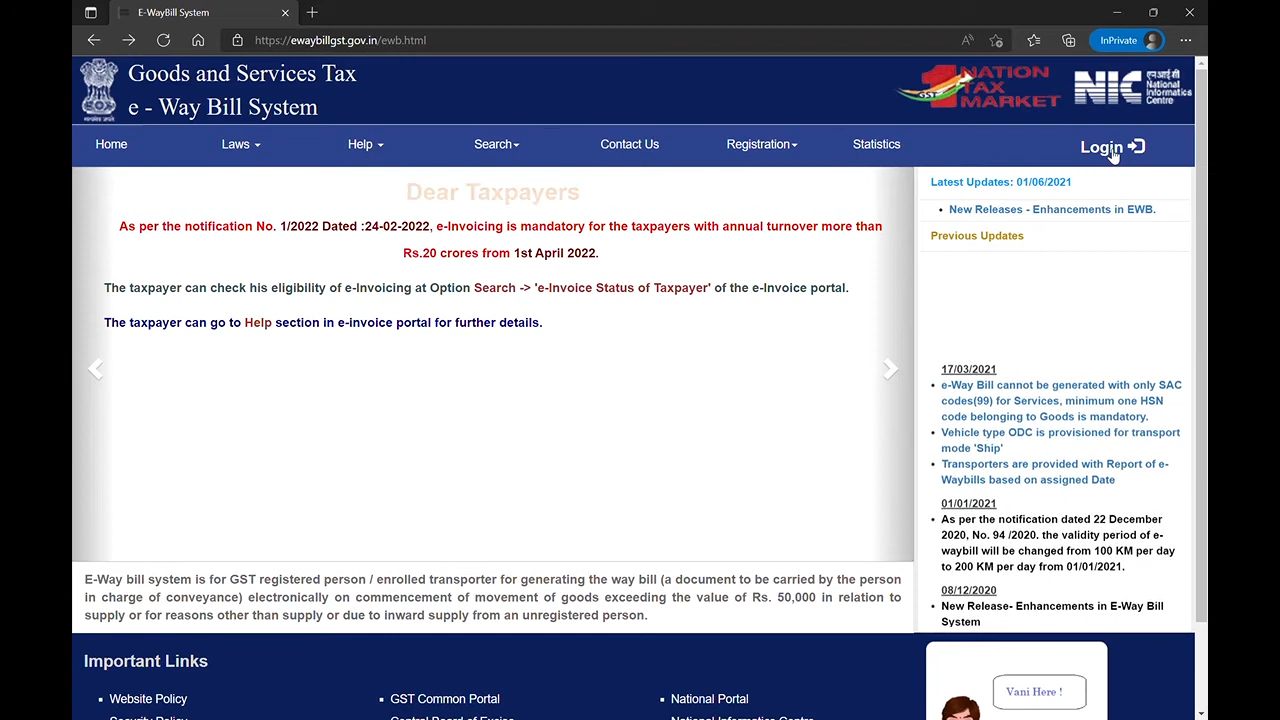 E-WayBill System
https://ewaybillgst.gov.in/ewb.html
InPrivate
Goods and Services Tax
e - Way Bill System
GST
1 NATION
TAX
MARKET
NIC
एन आई सी
National
Informatics
Centre
Home
Laws
Help
Search
Contact Us
Registration
Statistics
Login
Dear Taxpayers
As per the notification No. 1/2022 Dated :24-02-2022, e-Invoicing is mandatory for the taxpayers with annual turnover more than
Rs.20 crores from 1st April 2022.
The taxpayer can check his eligibility of e-Invoicing at Option Search -> 'e-Invoice Status of Taxpayer' of the e-Invoice portal.
The taxpayer can go to Help section in e-invoice portal for further details.
E-Way bill system is for GST registered person / enrolled transporter for generating the way bill (a document to be carried by the person
in charge of conveyance) electronically on commencement of movement of goods exceeding the value of Rs. 50,000 in relation to
supply or for reasons other than supply or due to inward supply from an unregistered person.
Latest Updates: 01/06/2021
New Releases - Enhancements in EWB.
Previous Updates
17/03/2021
e-Way Bill cannot be generated with only SAC
codes(99) for Services, minimum one HSN
code belonging to Goods is mandatory.
Vehicle type ODC is provisioned for transport
mode 'Ship'
Transporters are provided with Report of e-
Waybills based on assigned Date
01/01/2021
As per the notification dated 22 December
2020, No. 94 /2020. the validity period of e-
waybill will be changed from 100 KM per day
to 200 KM per day from 01/01/2021.
08/12/2020
New Release- Enhancements in E-Way Bill
System
Important Links
Website Policy
GST Common Portal
National Portal
Vani Here !